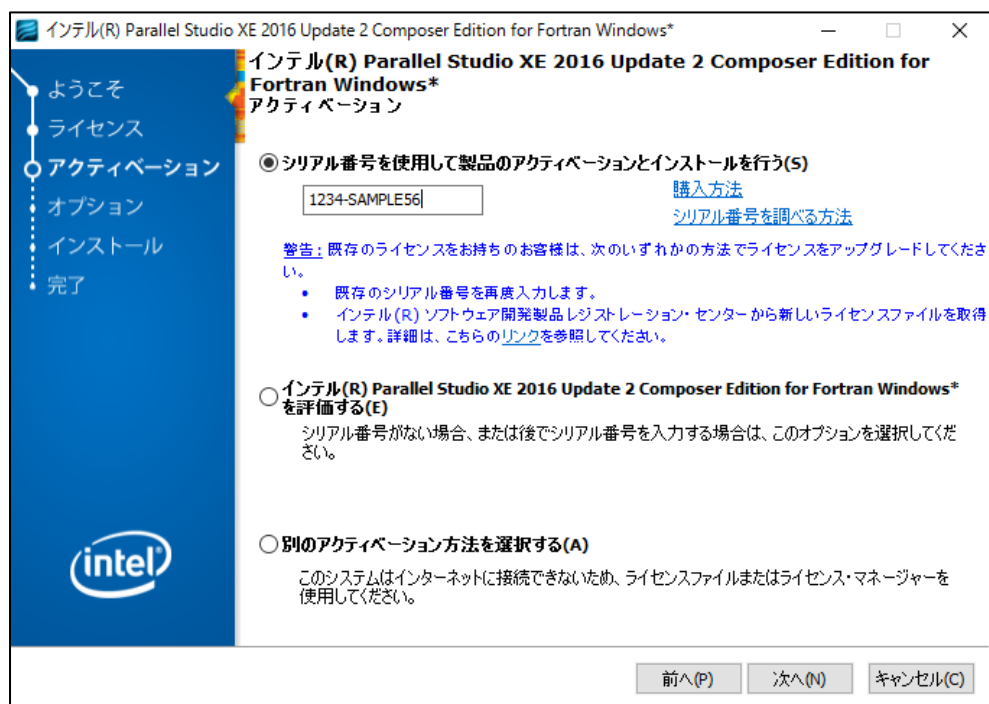 インテル(R) Parallel Studio XE 2016 Update 2 Composer Edition for Fortran Windows*
ようこそ
ライセンス
アクティベーション
オプション
インストール
完了
intel
インテル(R) Parallel Studio XE 2016 Update 2 Composer Edition for
Fortran Windows*
アクティベーション
シリアル番号を使用して製品のアクティベーションとインストールを行う(S)
1234-SAMPLE56
購入方法
シリアル番号を調べる方法
警告: 既存のライセンスをお持ちのお客様は、次のいずれかの方法でライセンスをアップグレードしてくださ
い。
• 既存のシリアル番号を再度入力します。
• インテル(R) ソフトウェア開発製品レジストレーション・センターから新しいライセンスファイルを取得
します。詳細は、こちらのリンクを参照してください。
インテル(R) Parallel Studio XE 2016 Update 2 Composer Edition for Fortran Windows*
を評価する(E)
シリアル番号がない場合、または後でシリアル番号を入力する場合は、このオプションを選択してくだ
さい。
別のアクティベーション方法を選択する(A)
このシステムはインターネットに接続できないため、ライセンスファイルまたはライセンス・マネージャーを
使用してください。
前へ(P)
次へ(N)
キャンセル(C)